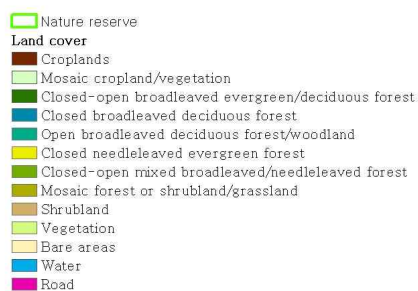 Nature reserve
Land cover
Croplands
Mosaic cropland/vegetation
Closed-open broadleaved evergreen/deciduous forest
Closed broadleaved deciduous forest
Open broadleaved deciduous forest/woodland
Closed needleleaved evergreen forest
Closed-open mixed broadleaved/needleleaved forest
Mosaic forest or shrubland/grassland
Shrubland
Vegetation
Bare areas
Water
Road